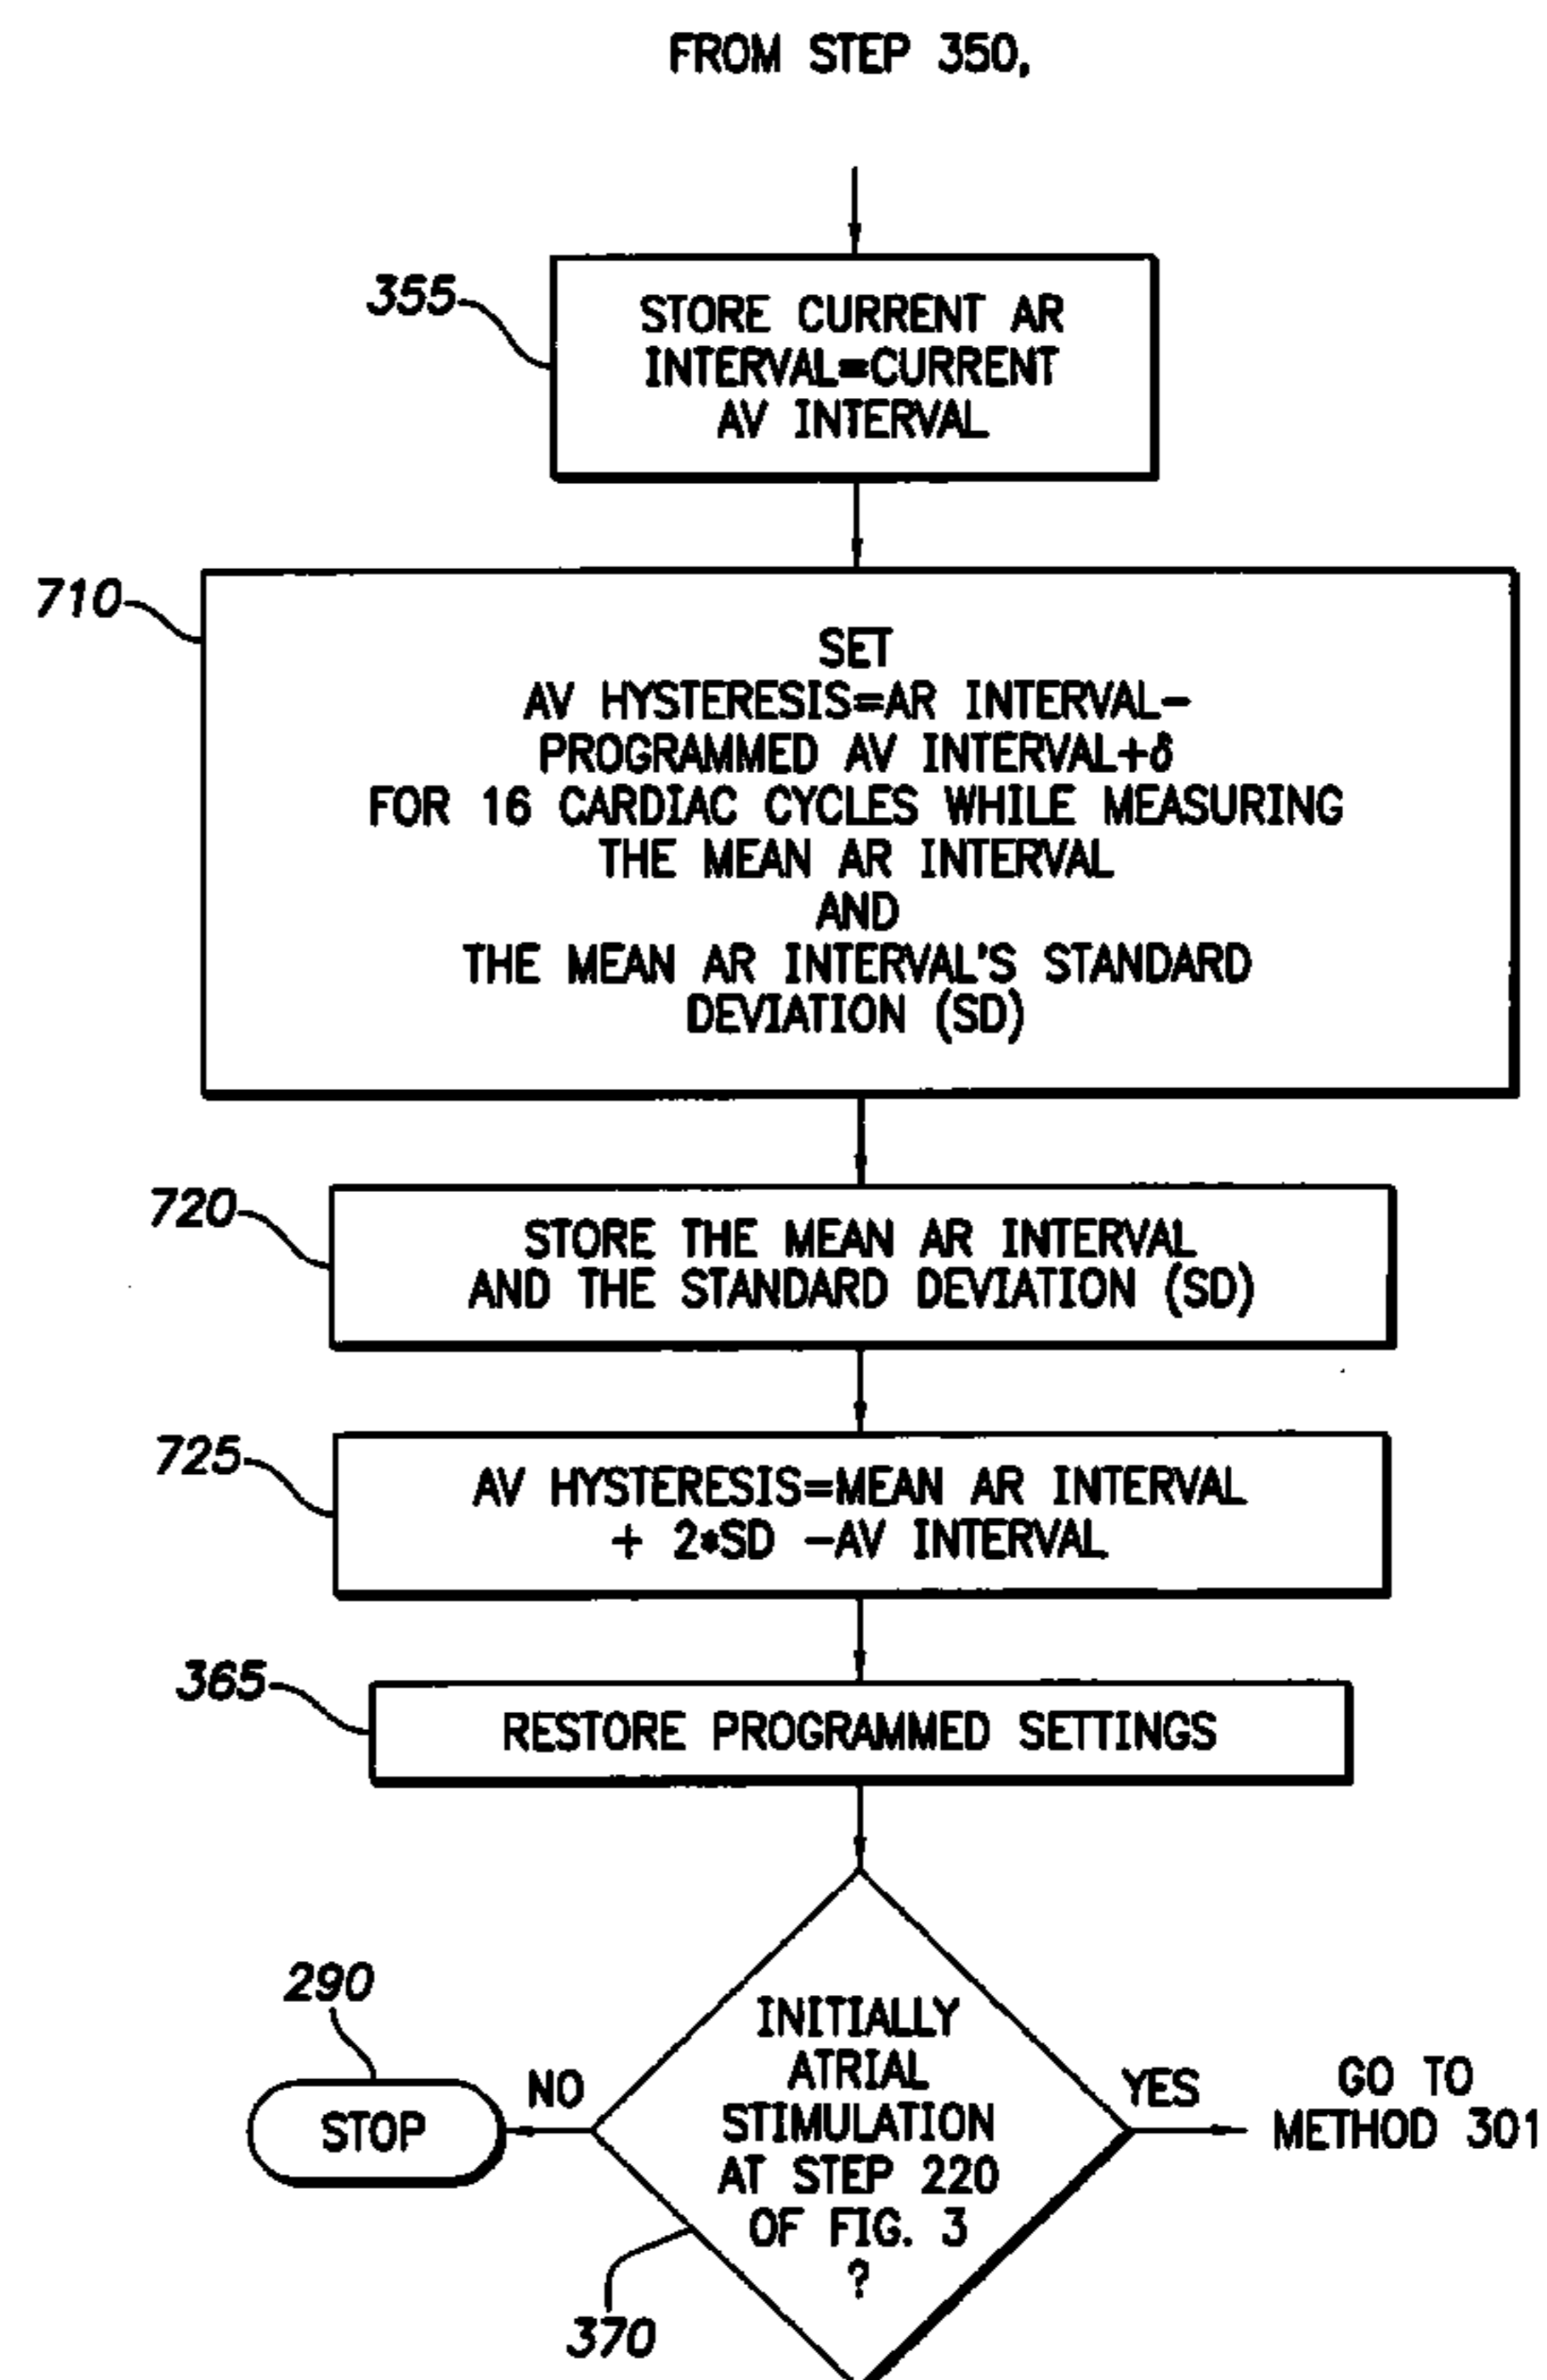 FROM STEP 350,
355
STORE CURRENT AR
INTERVAL=CURRENT
AV INTERVAL
710
SET
AV HYSTERESIS=AR INTERVAL-
PROGRAMMED AV INTERVAL+δ
FOR 16 CARDIAC CYCLES WHILE MEASURING
THE MEAN AR INTERVAL
AND
THE MEAN AR INTERVAL'S STANDARD
DEVIATION (SD)
720
STORE THE MEAN AR INTERVAL
AND THE STANDARD DEVIATION (SD)
725
AV HYSTERESIS=MEAN AR INTERVAL
+ 2*SD -AV INTERVAL
365
RESTORE PROGRAMMED SETTINGS
290
STOP
NO
INITIALLY
ATRIAL
STIMULATION
AT STEP 220
OF FIG. 3
?
YES
GO TO
METHOD 301
370